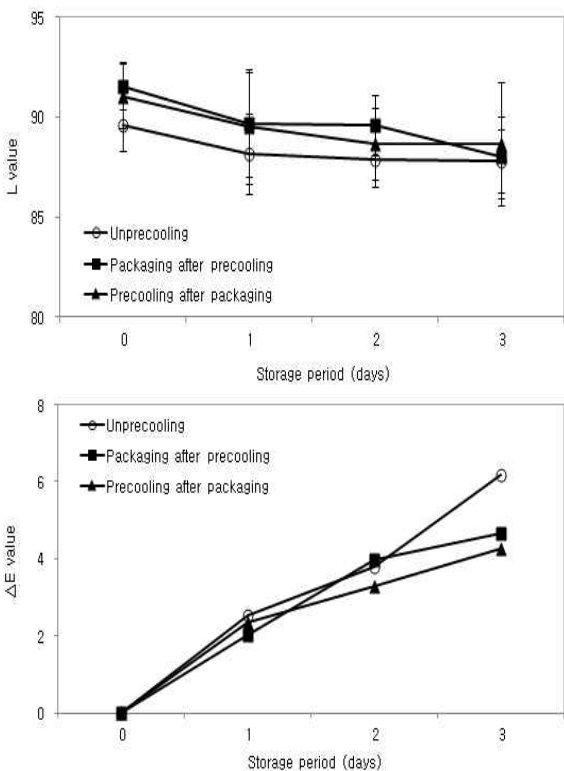 95
90
85
80
L value
Unprecooling
Packaging after precooling
Precooling after packaging
0 1 2 3
Storage period (days)
8
6
4
2
0
△E value
Unprecooling
Packaging after precooling
Precooling after packaging
0 1 2 3
Storage period (days)